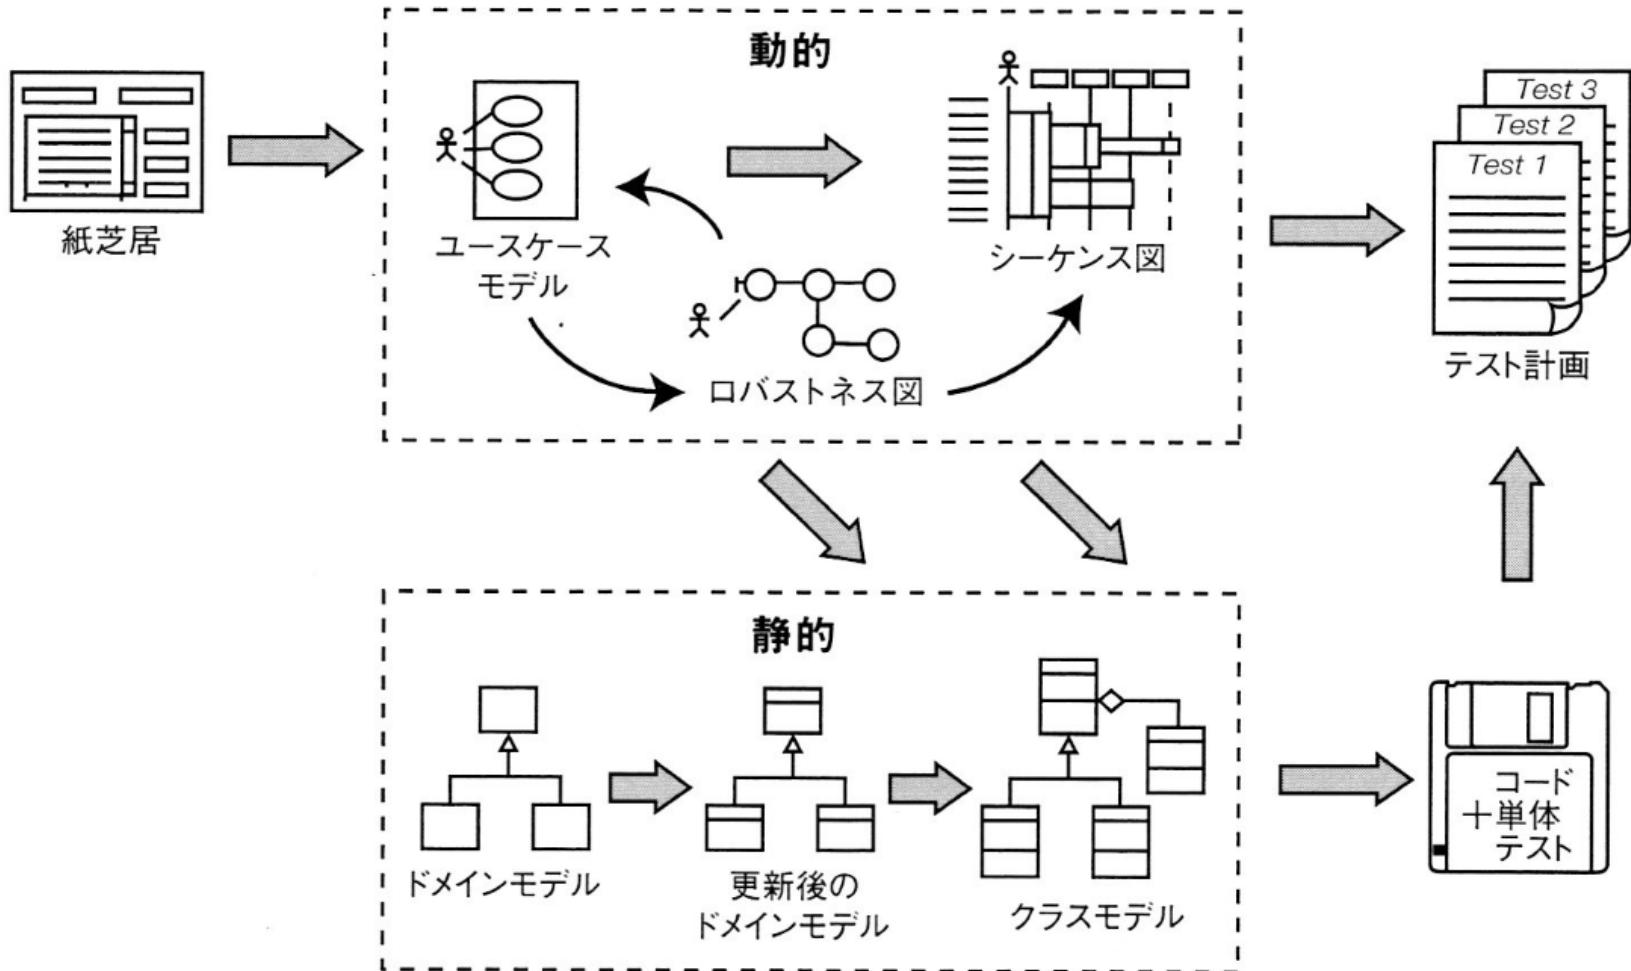 動的
紙芝居
ユースケース
モデル
シーケンス図
ロバストネス図
Test 3
Test 2
Test 1
テスト計画
静的
ドメインモデル
更新後の
ドメインモデル
クラスモデル
コード
＋単体
テスト